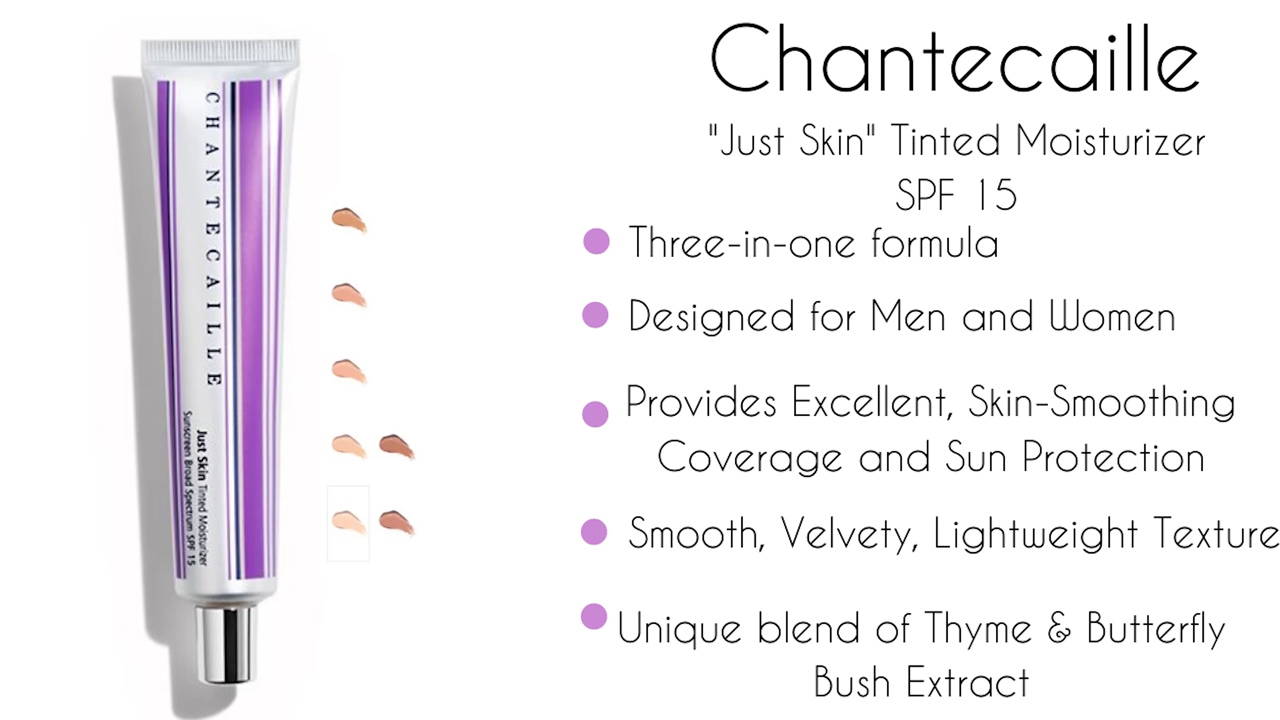 CHANTECAILLE
Just Skin Tinted Moisturizer
Sunscreen Broad Spectrum SPF 15
Chantecaille
"Just Skin" Tinted Moisturizer
SPF 15
Three-in-one formula
Designed for Men and Women
Provides Excellent, Skin-Smoothing
Coverage and Sun Protection
Smooth, Velvety, Lightweight Texture
Unique blend of Thyme & Butterfly
Bush Extract